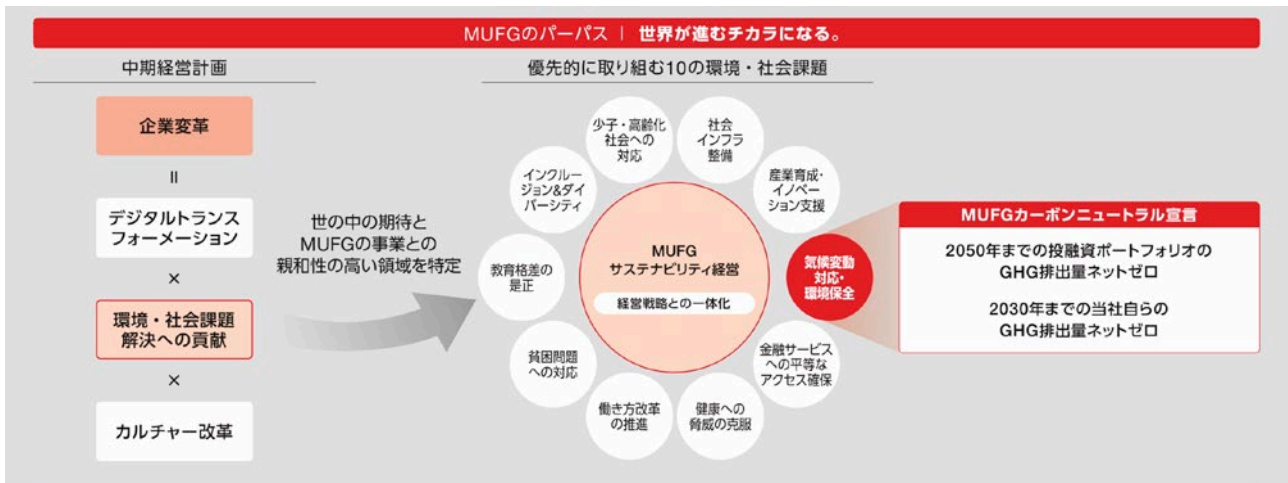 MUFGのパーパス | 世界が進むチカラになる。
中期経営計画
企業変革
=
デジタルトランス
フォーメーション
×
環境・社会課題
解決への貢献
×
カルチャー改革
世の中の期待と
MUFGの事業との
親和性の高い領域を特定
優先的に取り組む10の環境・社会課題
少子・高齢化
社会への
対応
社会
インフラ
整備
産業育成・
イノベー
ション支援
気候変動
対応・
環境保全
金融サービス
への平等な
アクセス確保
健康への
脅威の克服
働き方改革
の推進
貧困問題
への対応
教育格差の
是正
インクルー
ジョン&ダイ
バーシティ
MUFG
サステナビリティ経営
経営戦略との一体化
MUFGカーボンニュートラル宣言
2050年までの投融資ポートフォリオの
GHG排出量ネットゼロ
2030年までの当社自らの
GHG排出量ネットゼロ